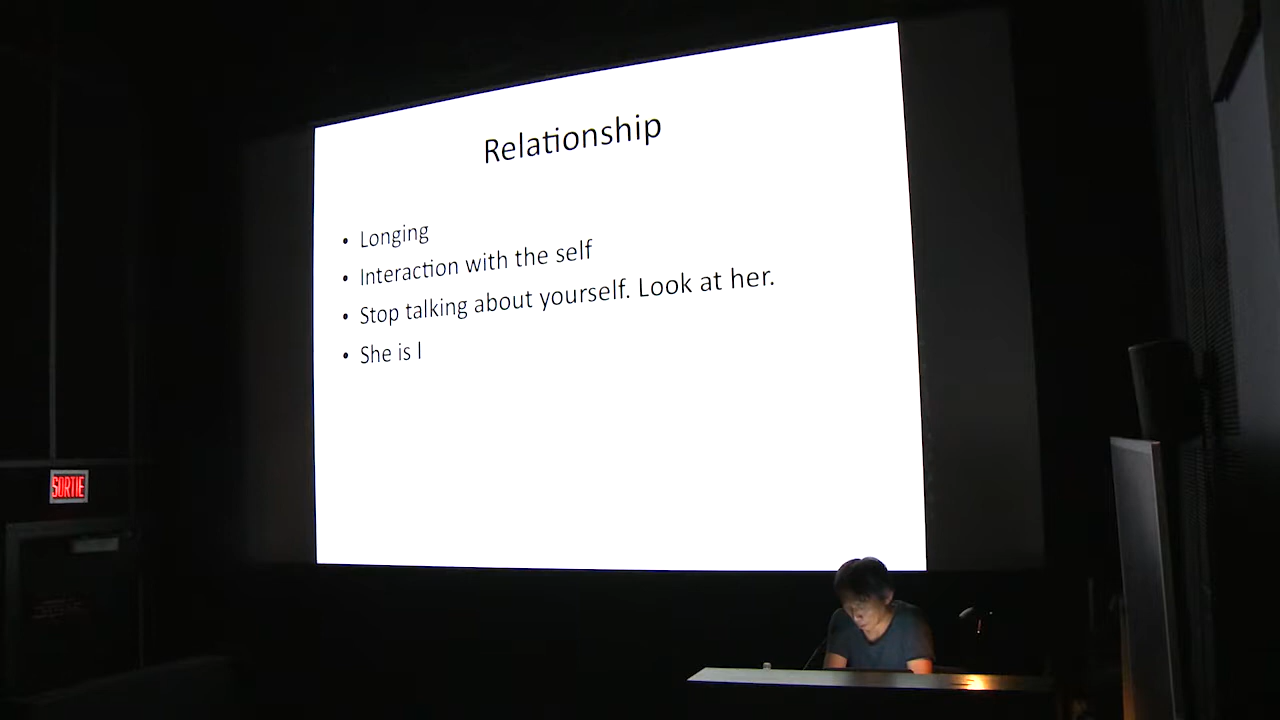 Relationship
• Longing
• Interaction with the self
• Stop talking about yourself. Look at her.
• She is I
SORTIE